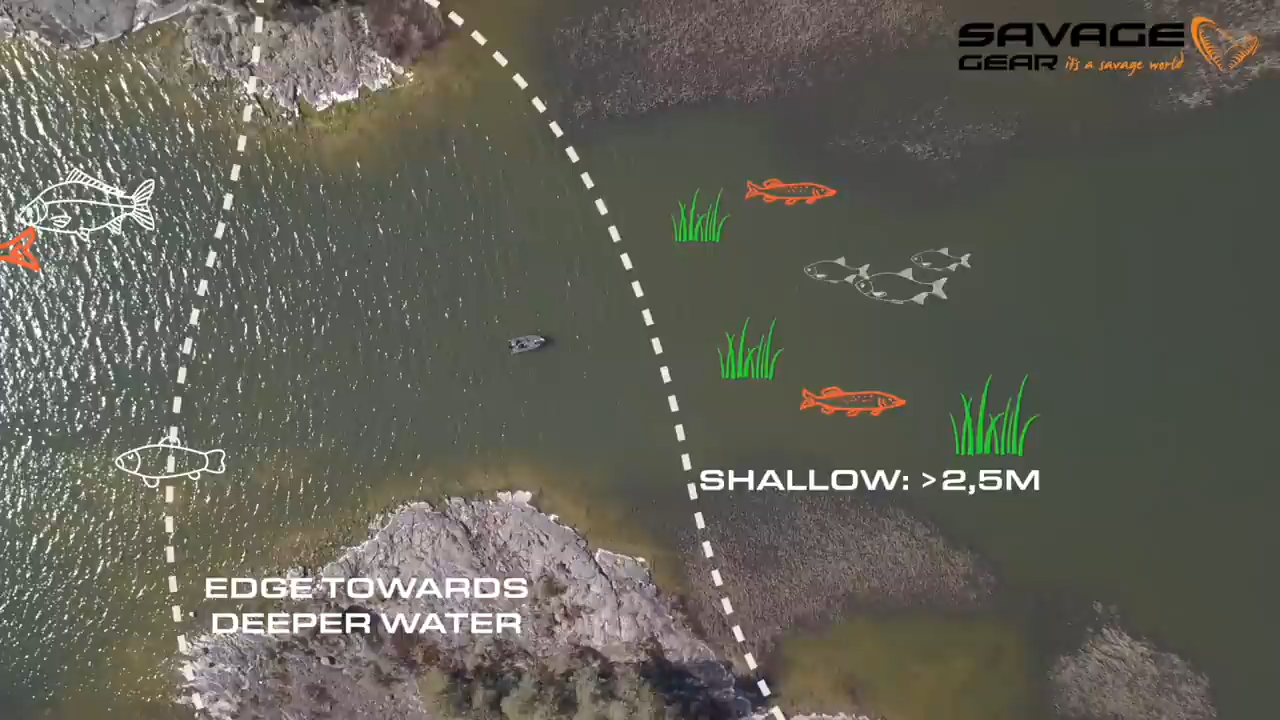 SAVAGE
GEAR it's a savage world
SHALLOW: >2,5M
EDGE TOWARDS
DEEPER WATER